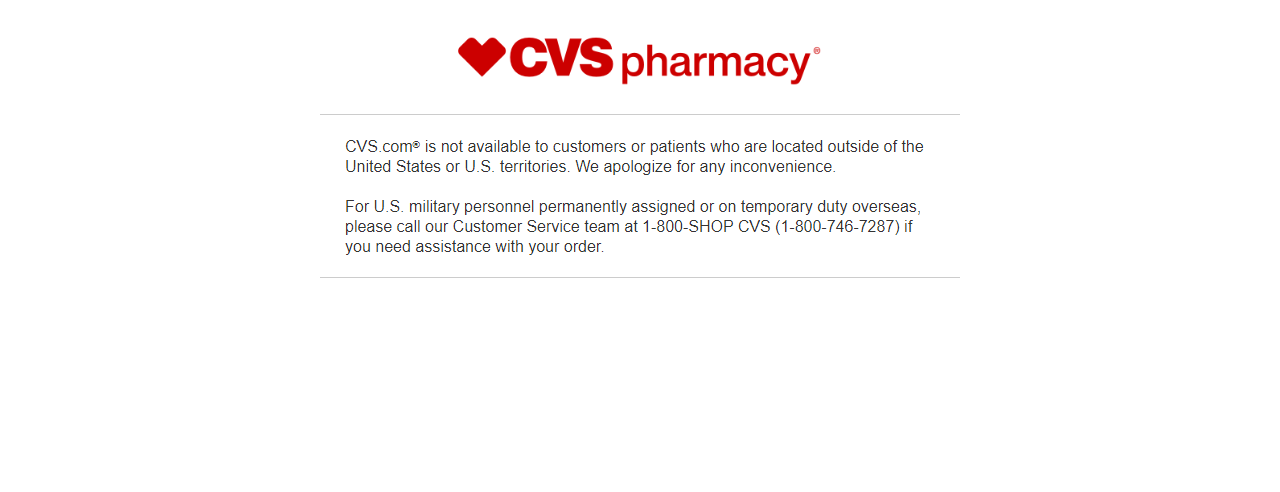 CVS pharmacy®
CVS.com® is not available to customers or patients who are located outside of the
United States or U.S. territories. We apologize for any inconvenience.
For U.S. military personnel permanently assigned or on temporary duty overseas,
please call our Customer Service team at 1-800-SHOP CVS (1-800-746-7287) if
you need assistance with your order.